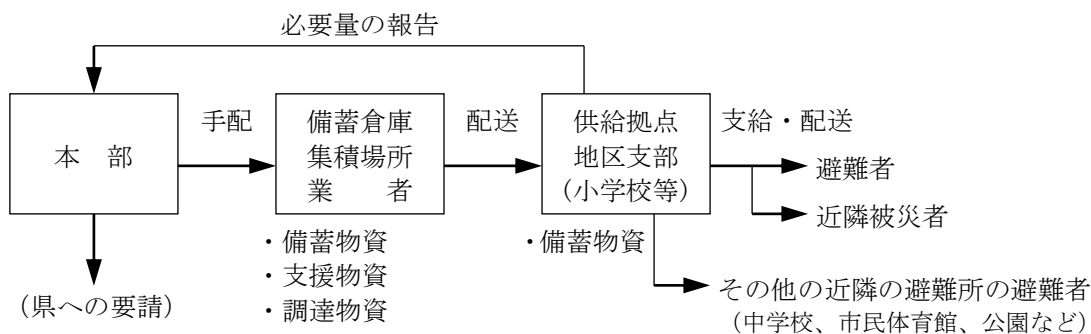 必要量の報告
本　部
手配
備蓄倉庫
集積場所
業　　者
配送
供給拠点
地区支部
（小学校等）
支給・配送
避難者
近隣被災者
・備蓄物資
・支援物資
・調達物資
・備蓄物資
（県への要請）
その他の近隣の避難所の避難者
（中学校、市民体育館、公園など）